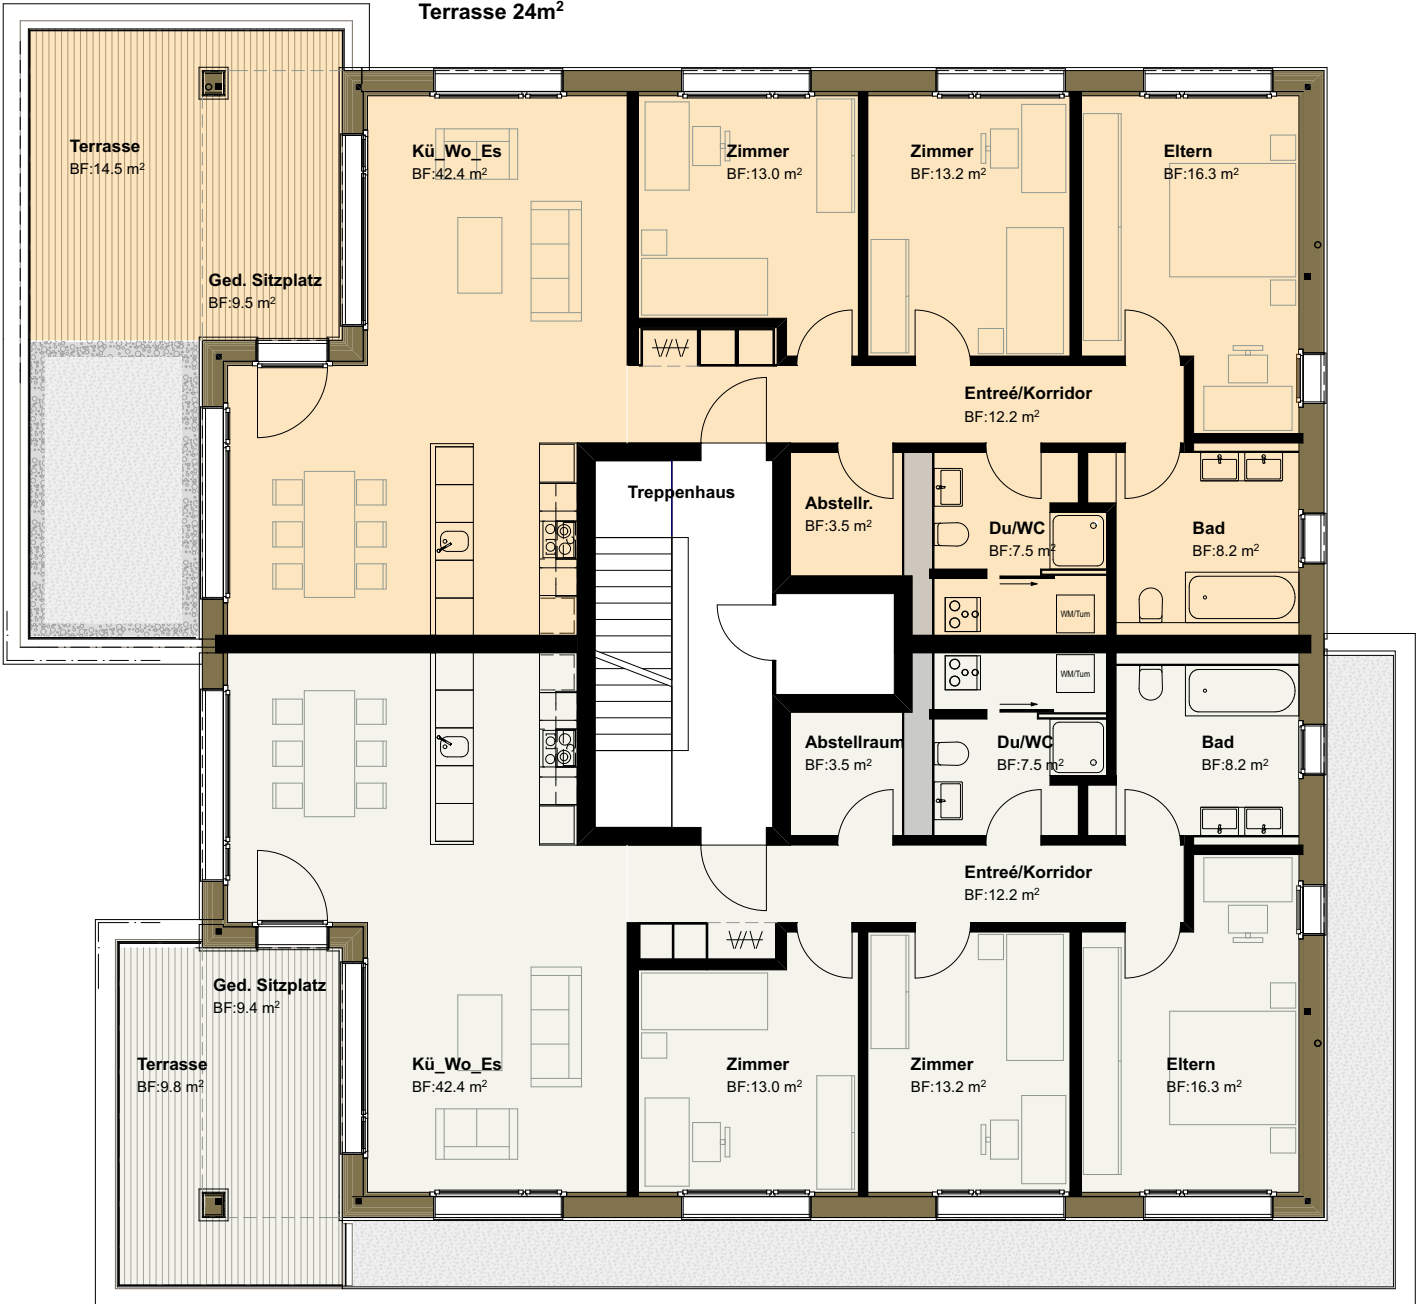 Terrasse 24m²
Terrasse
BF:14.5 m²
Kü_Wo_Es
BF:42.4 m²
Zimmer
BF:13.0 m²
Zimmer
BF:13.2 m²
Eltern
BF:16.3 m²
Ged. Sitzplatz
BF:9.5 m²
Entreé/Korridor
BF:12.2 m²
Treppenhaus
Abstellr.
BF:3.5 m²
Du/WC
BF:7.5 m²
Bad
BF:8.2 m²
WM/Tum
WM/Tum
Abstellraum
BF:3.5 m²
Du/WC
BF:7.5 m²
Bad
BF:8.2 m²
Entreé/Korridor
BF:12.2 m²
Ged. Sitzplatz
BF:9.4 m²
Terrasse
BF:9.8 m²
Kü_Wo_Es
BF:42.4 m²
Zimmer
BF:13.0 m²
Zimmer
BF:13.2 m²
Eltern
BF:16.3 m²